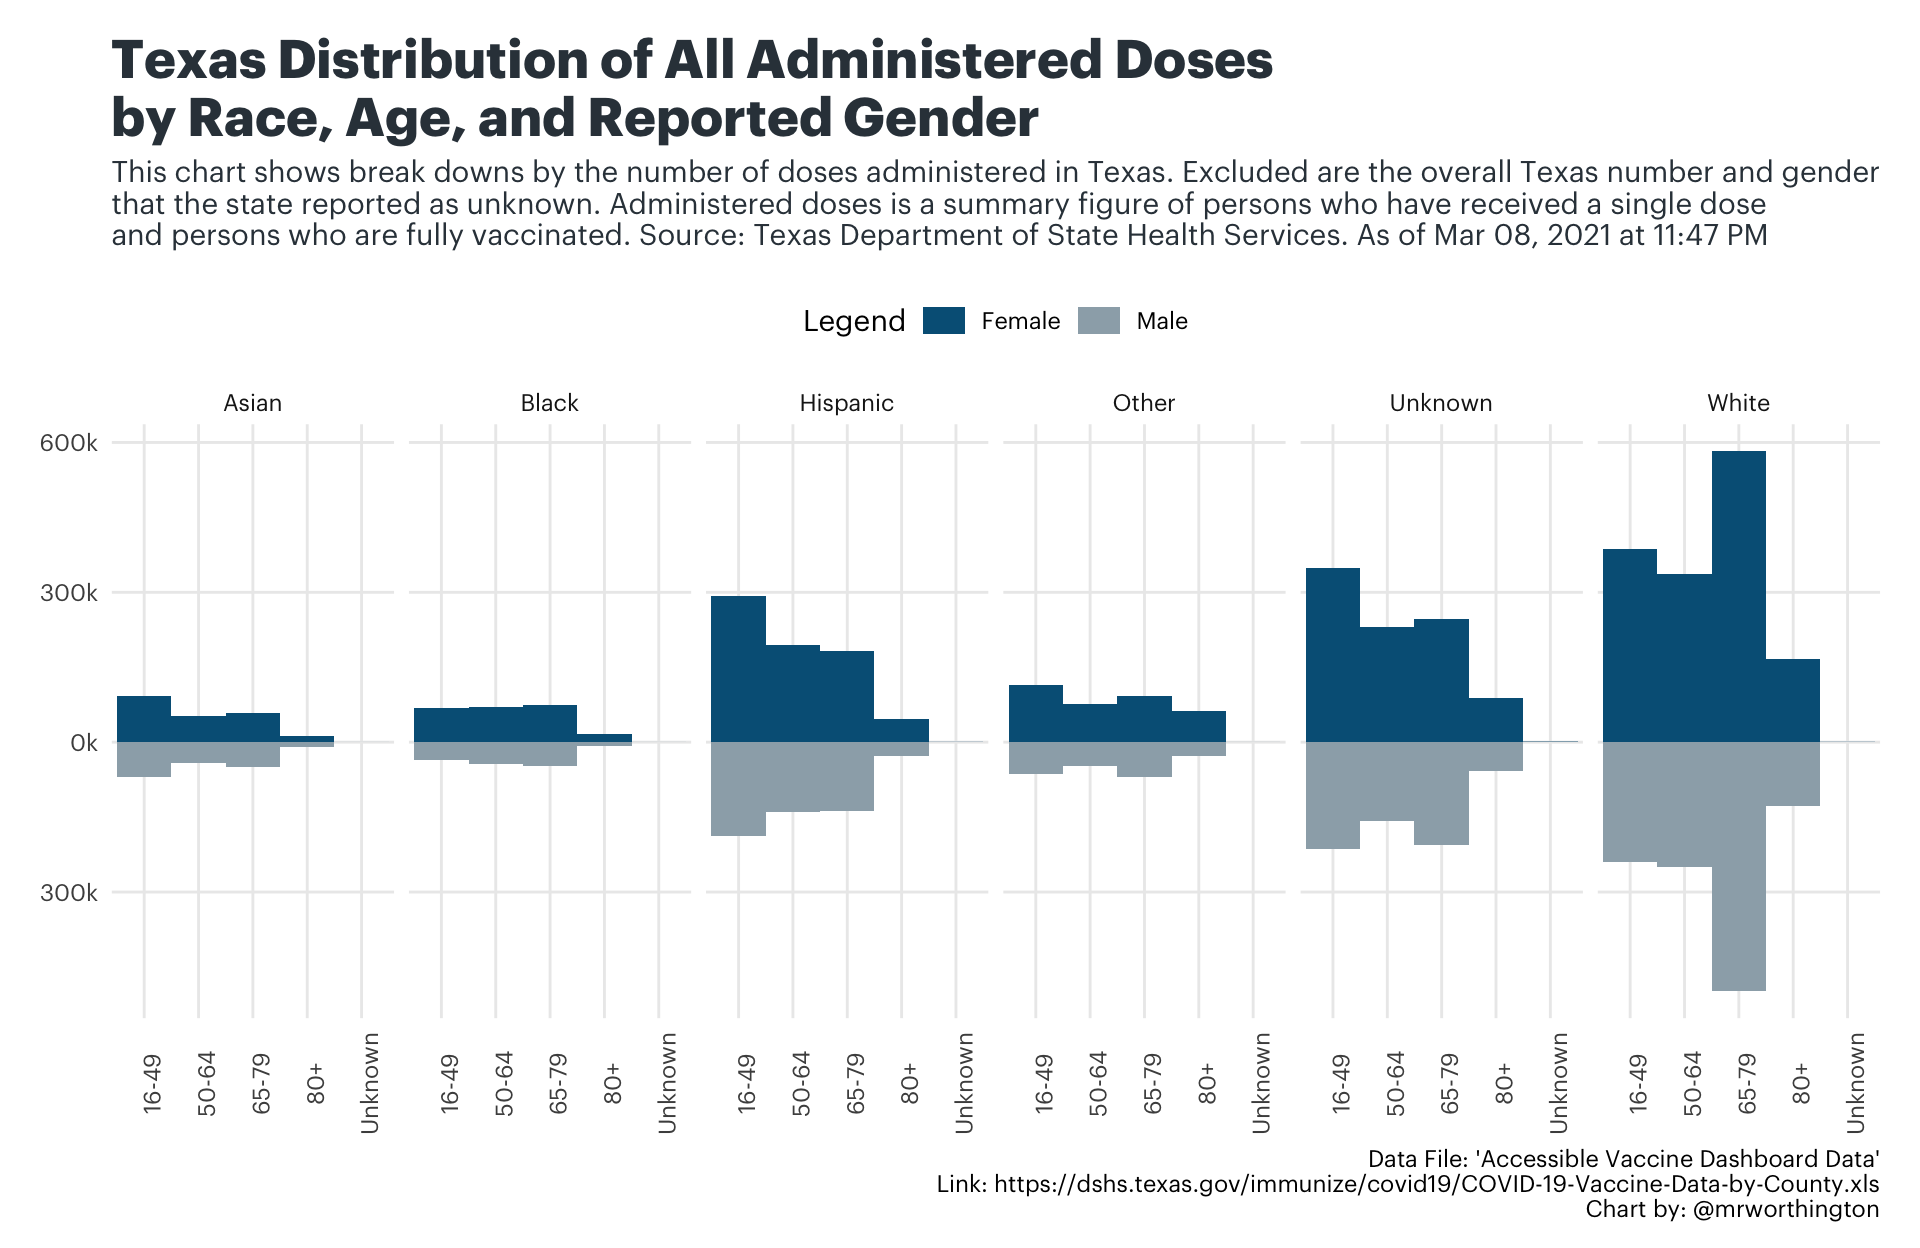 Texas Distribution of All Administered Doses
by Race, Age, and Reported Gender
This chart shows break downs by the number of doses administered in Texas. Excluded are the overall Texas number and gender
that the state reported as unknown. Administered doses is a summary figure of persons who have received a single dose
and persons who are fully vaccinated. Source: Texas Department of State Health Services. As of Mar 08, 2021 at 11:47 PM
Legend Female Male
Asian Black Hispanic Other Unknown White
600k
300k
0k
300k
16-49 50-64 65-79 80+ Unknown 16-49 50-64 65-79 80+ Unknown 16-49 50-64 65-79 80+ Unknown 16-49 50-64 65-79 80+ Unknown 16-49 50-64 65-79 80+ Unknown 16-49 50-64 65-79 80+ Unknown
Data File: 'Accessible Vaccine Dashboard Data'
Link: https://dshs.texas.gov/immunize/covid19/COVID-19-Vaccine-Data-by-County.xls
Chart by: @mrworthington